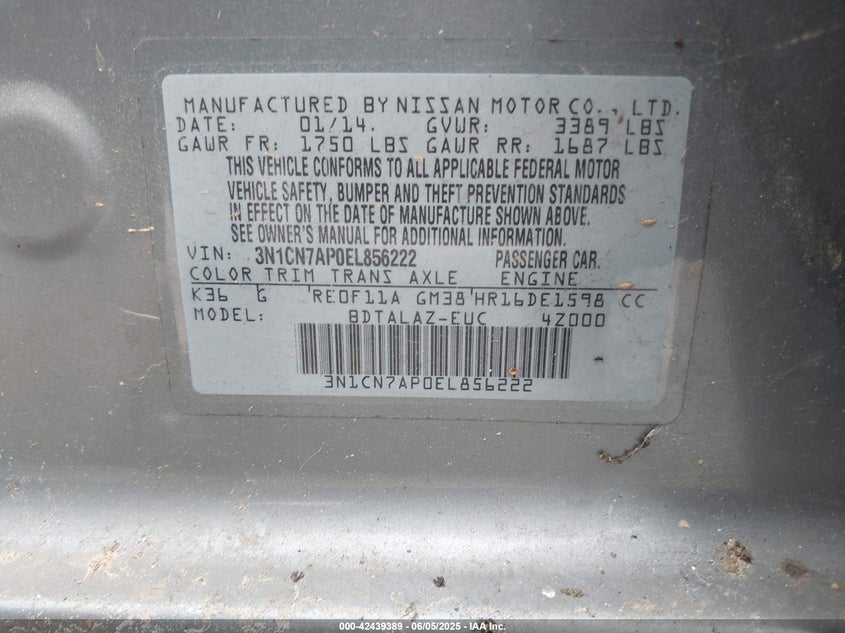 MANUFACTURED BY NISSAN MOTOR CO., LTD.
DATE: 01/14. GVWR: 3389 LBS
GAWR FR: 1750 LBS GAWR RR: 1687 LBS
THIS VEHICLE CONFORMS TO ALL APPLICABLE FEDERAL MOTOR
VEHICLE SAFETY, BUMPER AND THEFT PREVENTION STANDARDS
IN EFFECT ON THE DATE OF MANUFACTURE SHOWN ABOVE.
SEE OWNER'S MANUAL FOR ADDITIONAL INFORMATION.
VIN: 3N1CN7AP0EL856222 PASSENGER CAR.
COLOR TRIM TRANS AXLE ENGINE
K36 G RE0F11A GM38 HR16DE1598 CC
MODEL: BDTALAZ-EUC 4Z000
3N1CN7AP0EL856222
000-42439389 - 06/05/2025 - IAA Inc.